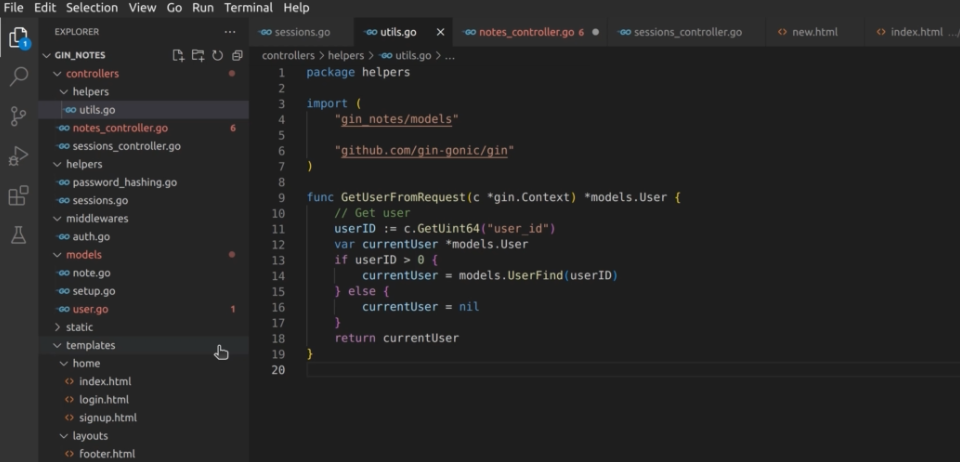 File Edit Selection View Go Run Terminal Help
EXPLORER ...
sessions.go utils.go notes_controller.go 6 sessions_controller.go new.html index.html .../
GIN_NOTES
controllers > helpers > utils.go > ...
1
controllers
helpers
utils.go
notes_controller.go 6
sessions_controller.go
helpers
password_hashing.go
sessions.go
middlewares
auth.go
models
note.go
setup.go
user.go 1
static
templates
home
index.html
login.html
signup.html
layouts
footer.html
1 package helpers
2
3 import (
4 "gin_notes/models"
5
6 "github.com/gin-gonic/gin"
7 )
8
9 func GetUserFromRequest(c *gin.Context) *models.User {
10 // Get user
11 userID := c.GetUint64("user_id")
12 var currentUser *models.User
13 if userID > 0 {
14 currentUser = models.UserFind(userID)
15 } else {
16 currentUser = nil
17 }
18 return currentUser
19 }
20